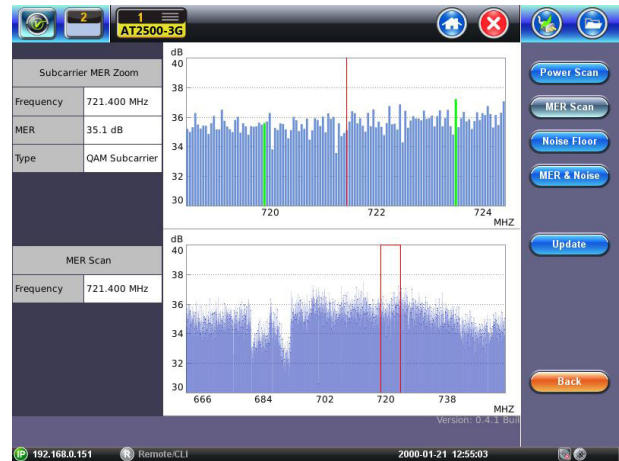 2
1
AT2500-3G
Subcarrier MER Zoom
Frequency 721.400 MHz
MER 35.1 dB
Type QAM Subcarrier
dB
40
38
36
34
32
30
720 722 724
MHZ
MER Scan
Frequency 721.400 MHz
dB
40
38
36
34
32
30
666 684 702 720 738
MHZ
Version: 0.4.1 Buil
Power Scan
MER Scan
Noise Floor
MER & Noise
Update
Back
IP 192.168.0.151 R Remote/CLI 2000-01-21 12:55:03